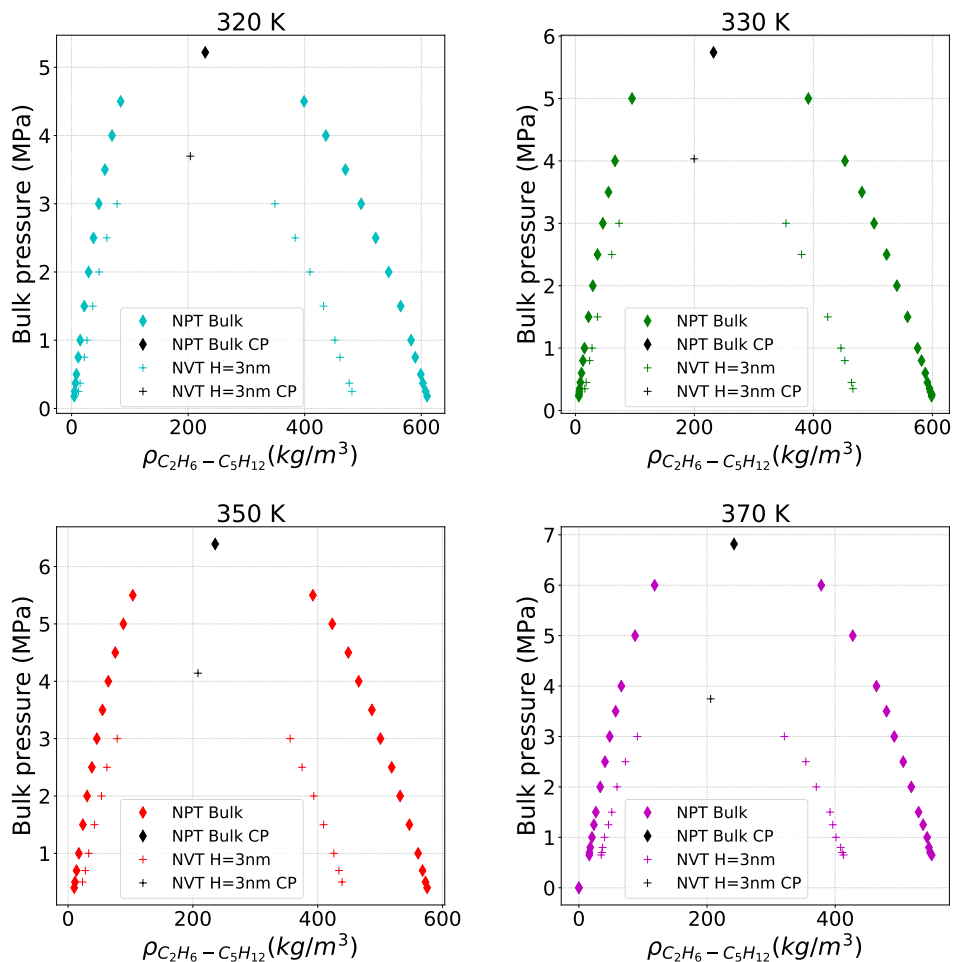 320 K
Bulk pressure (MPa)
5
4
3
2
1
0
NPT Bulk
NPT Bulk CP
NVT H=3nm
NVT H=3nm CP
0 200 400 600
ρC₂H₆−C₅H₁₂(kg/m³)
330 K
Bulk pressure (MPa)
6
5
4
3
2
1
0
NPT Bulk
NPT Bulk CP
NVT H=3nm
NVT H=3nm CP
0 200 400 600
ρC₂H₆−C₅H₁₂(kg/m³)
350 K
Bulk pressure (MPa)
6
5
4
3
2
1
NPT Bulk
NPT Bulk CP
NVT H=3nm
NVT H=3nm CP
0 200 400 600
ρC₂H₆−C₅H₁₂(kg/m³)
370 K
Bulk pressure (MPa)
7
6
5
4
3
2
1
0
NPT Bulk
NPT Bulk CP
NVT H=3nm
NVT H=3nm CP
0 200 400
ρC₂H₆−C₅H₁₂(kg/m³)